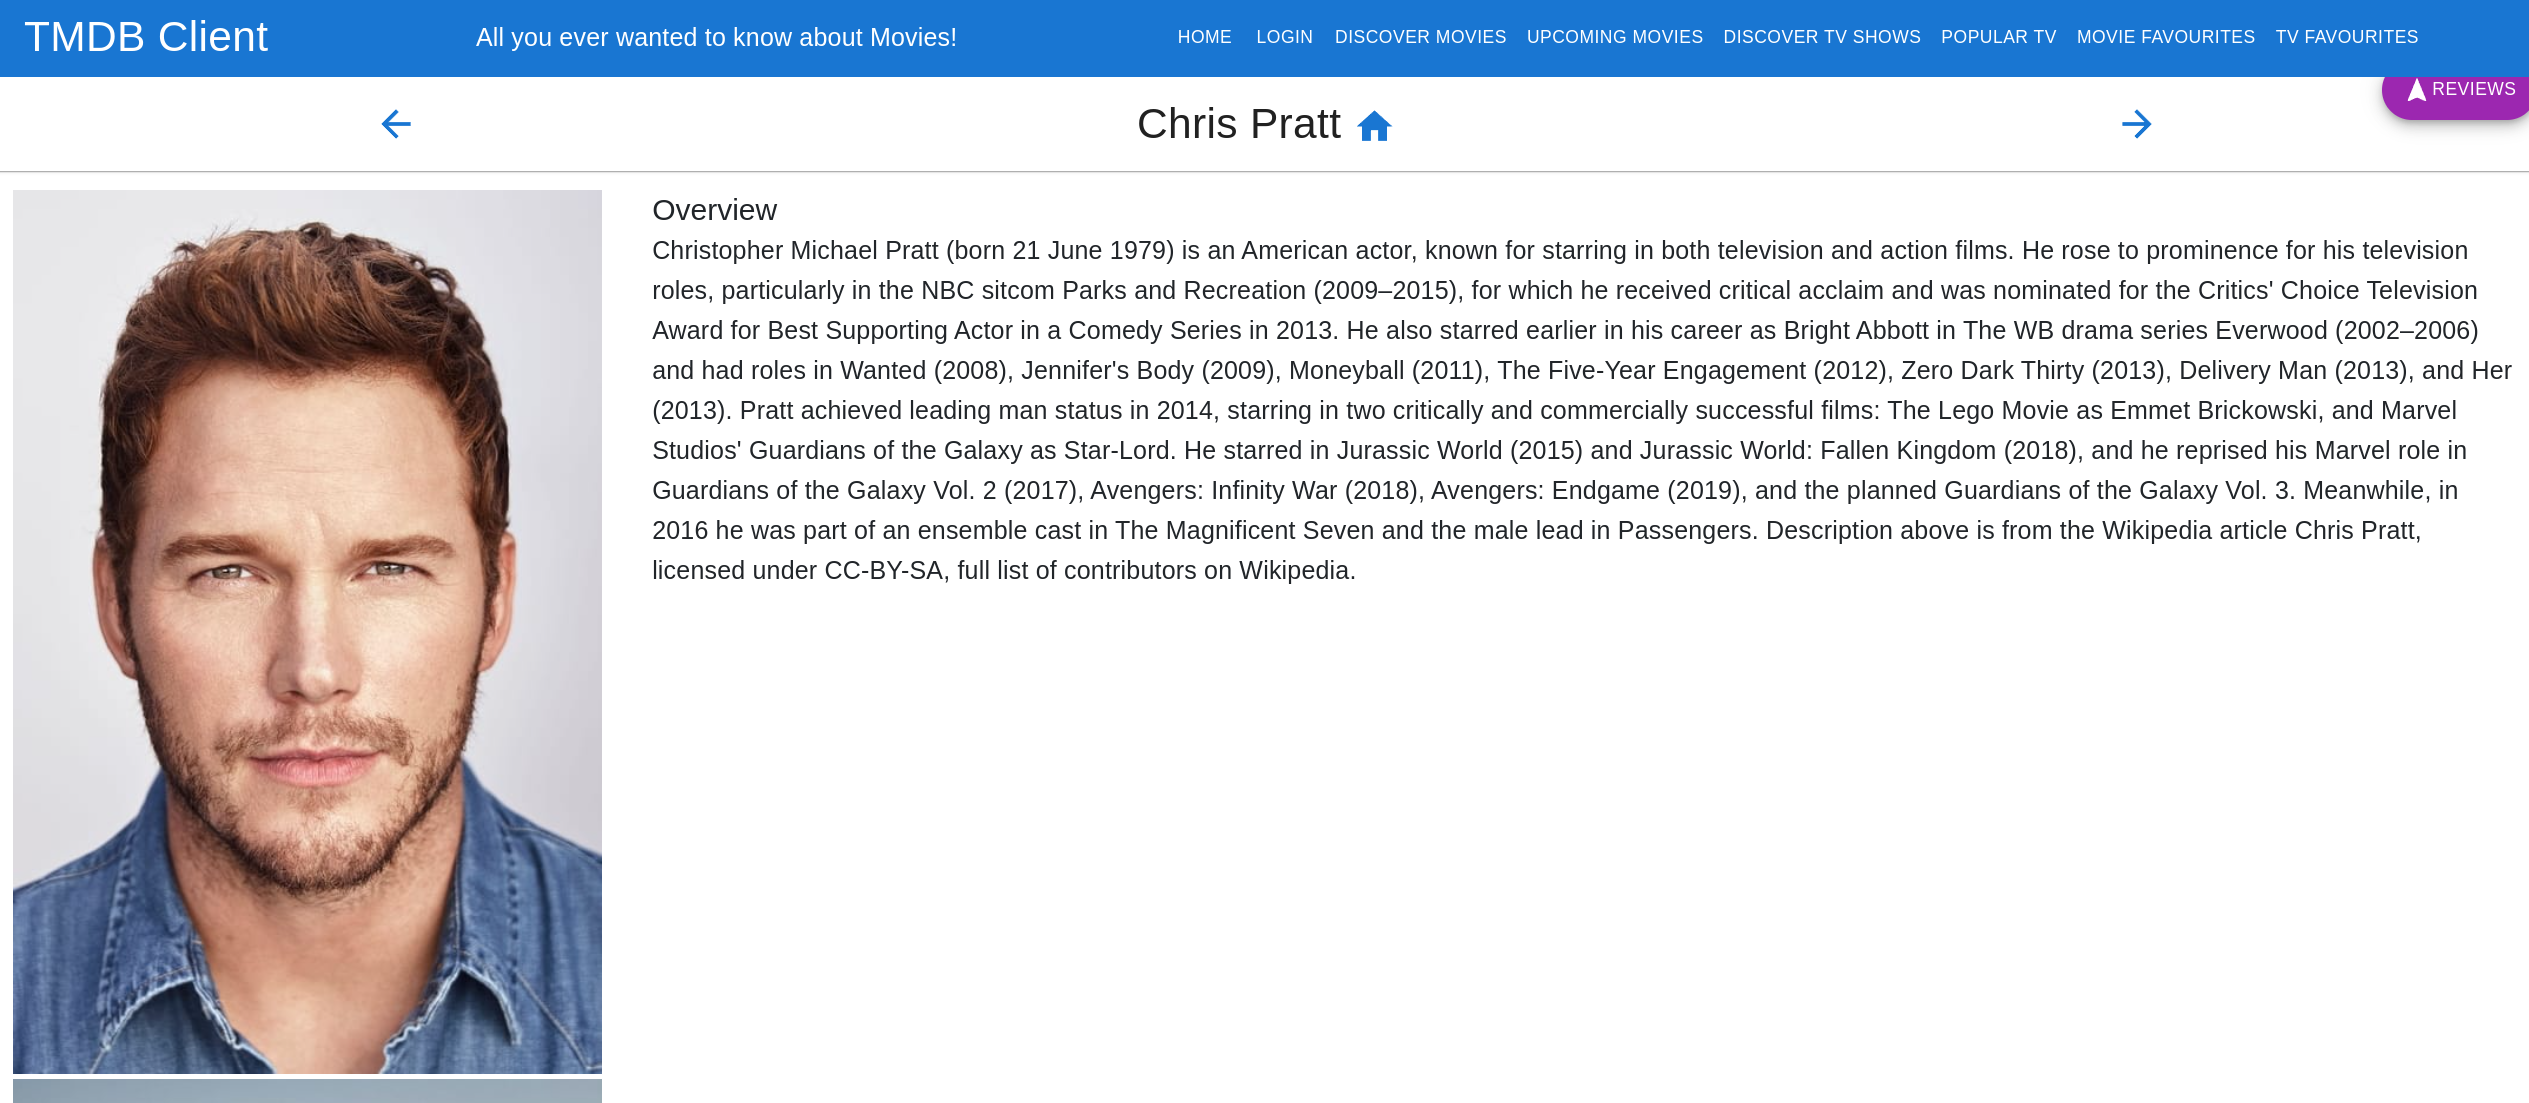 TMDB Client
All you ever wanted to know about Movies!
HOME LOGIN DISCOVER MOVIES UPCOMING MOVIES DISCOVER TV SHOWS POPULAR TV MOVIE FAVOURITES TV FAVOURITES
REVIEWS
Chris Pratt
Overview
Christopher Michael Pratt (born 21 June 1979) is an American actor, known for starring in both television and action films. He rose to prominence for his television
roles, particularly in the NBC sitcom Parks and Recreation (2009–2015), for which he received critical acclaim and was nominated for the Critics' Choice Television
Award for Best Supporting Actor in a Comedy Series in 2013. He also starred earlier in his career as Bright Abbott in The WB drama series Everwood (2002–2006)
and had roles in Wanted (2008), Jennifer's Body (2009), Moneyball (2011), The Five-Year Engagement (2012), Zero Dark Thirty (2013), Delivery Man (2013), and Her
(2013). Pratt achieved leading man status in 2014, starring in two critically and commercially successful films: The Lego Movie as Emmet Brickowski, and Marvel
Studios' Guardians of the Galaxy as Star-Lord. He starred in Jurassic World (2015) and Jurassic World: Fallen Kingdom (2018), and he reprised his Marvel role in
Guardians of the Galaxy Vol. 2 (2017), Avengers: Infinity War (2018), Avengers: Endgame (2019), and the planned Guardians of the Galaxy Vol. 3. Meanwhile, in
2016 he was part of an ensemble cast in The Magnificent Seven and the male lead in Passengers. Description above is from the Wikipedia article Chris Pratt,
licensed under CC-BY-SA, full list of contributors on Wikipedia.